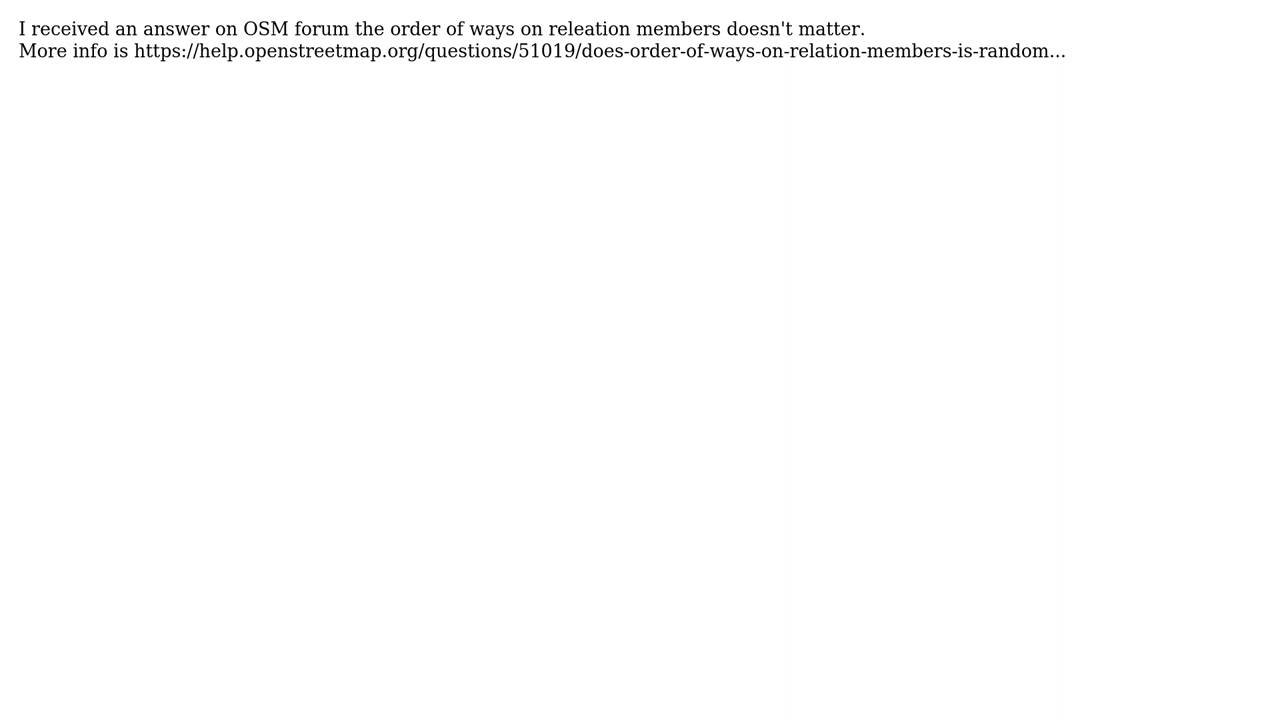 I received an answer on OSM forum the order of ways on releation members doesn't matter.
More info is https://help.openstreetmap.org/questions/51019/does-order-of-ways-on-relation-members-is-random...